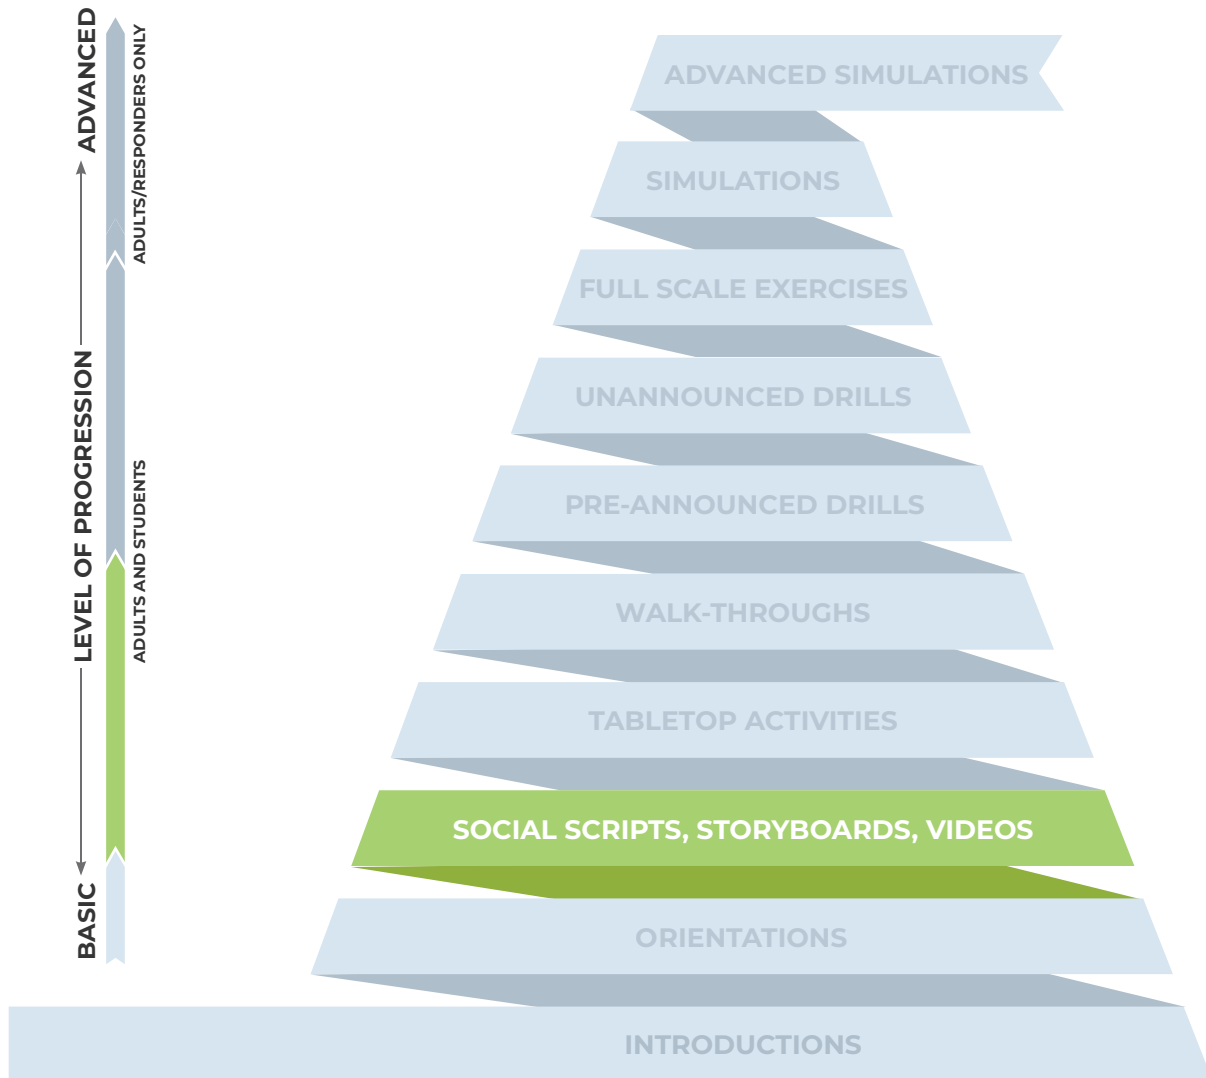 ADVANCED
ADULTS/RESPONDERS ONLY
LEVEL OF PROGRESSION
ADULTS AND STUDENTS
BASIC
ADVANCED SIMULATIONS
SIMULATIONS
FULL SCALE EXERCISES
UNANNOUNCED DRILLS
PRE-ANNOUNCED DRILLS
WALK-THROUGHS
TABLETOP ACTIVITIES
SOCIAL SCRIPTS, STORYBOARDS, VIDEOS
ORIENTATIONS
INTRODUCTIONS